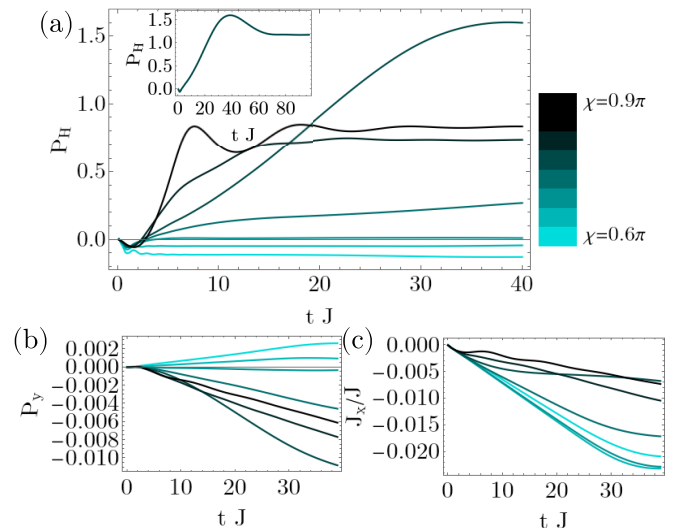 (a)
P_H
1.5
1.0
0.5
0.0
0
10
20
30
40
t J
P_H
1.5
1.0
0.5
0.0
0
20
40
60
80
t J
χ=0.9π
χ=0.6π
(b)
P_y
0.002
0.000
−0.002
−0.004
−0.006
−0.008
−0.010
0
10
20
30
t J
(c)
J_x/J
0.000
−0.005
−0.010
−0.015
−0.020
0
10
20
30
t J